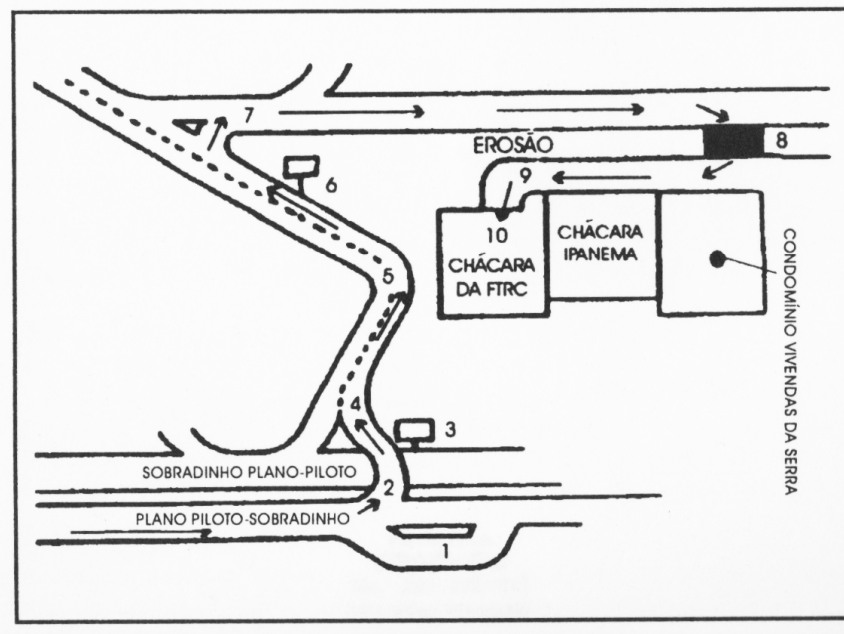 7
8
EROSÃO
6
9
10
CHÁCARA
DA FTRC
CHÁCARA
IPANEMA
CONDOMÍNIO VIVENDAS DA SERRA
5
4
3
SOBRADINHO PLANO-PILOTO
2
PLANO PILOTO-SOBRADINHO
1